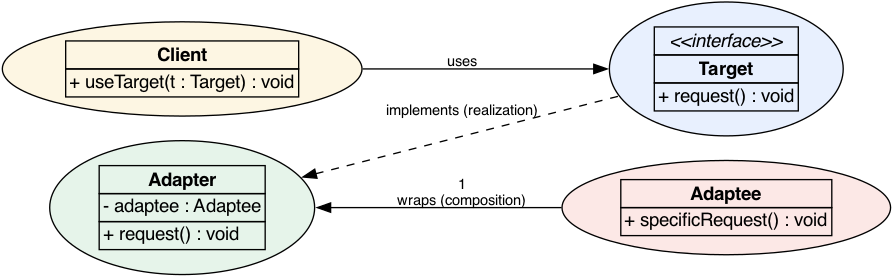 Client
+ useTarget(t : Target) : void
uses
<<interface>>
Target
+ request() : void
implements (realization)
Adapter
- adaptee : Adaptee
+ request() : void
1
wraps (composition)
Adaptee
+ specificRequest() : void